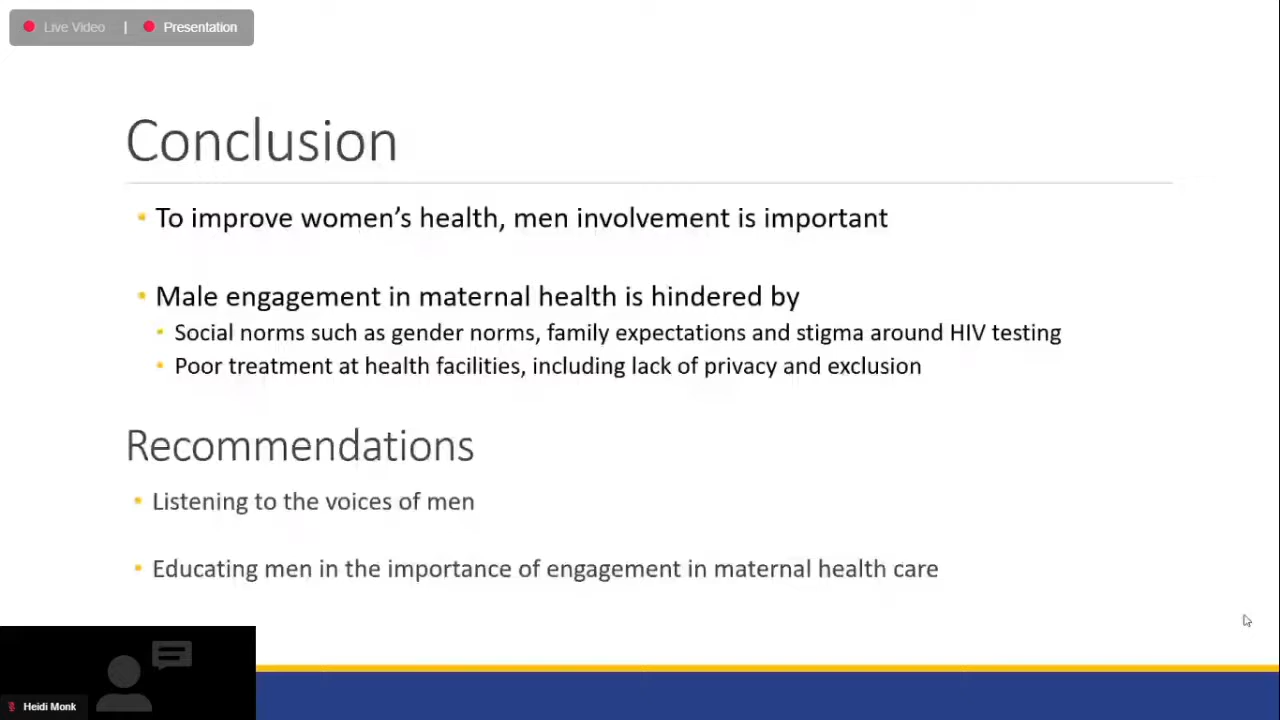 Live Video | Presentation
Conclusion
To improve women's health, men involvement is important
Male engagement in maternal health is hindered by
Social norms such as gender norms, family expectations and stigma around HIV testing
Poor treatment at health facilities, including lack of privacy and exclusion
Recommendations
Listening to the voices of men
Educating men in the importance of engagement in maternal health care
Heidi Monk